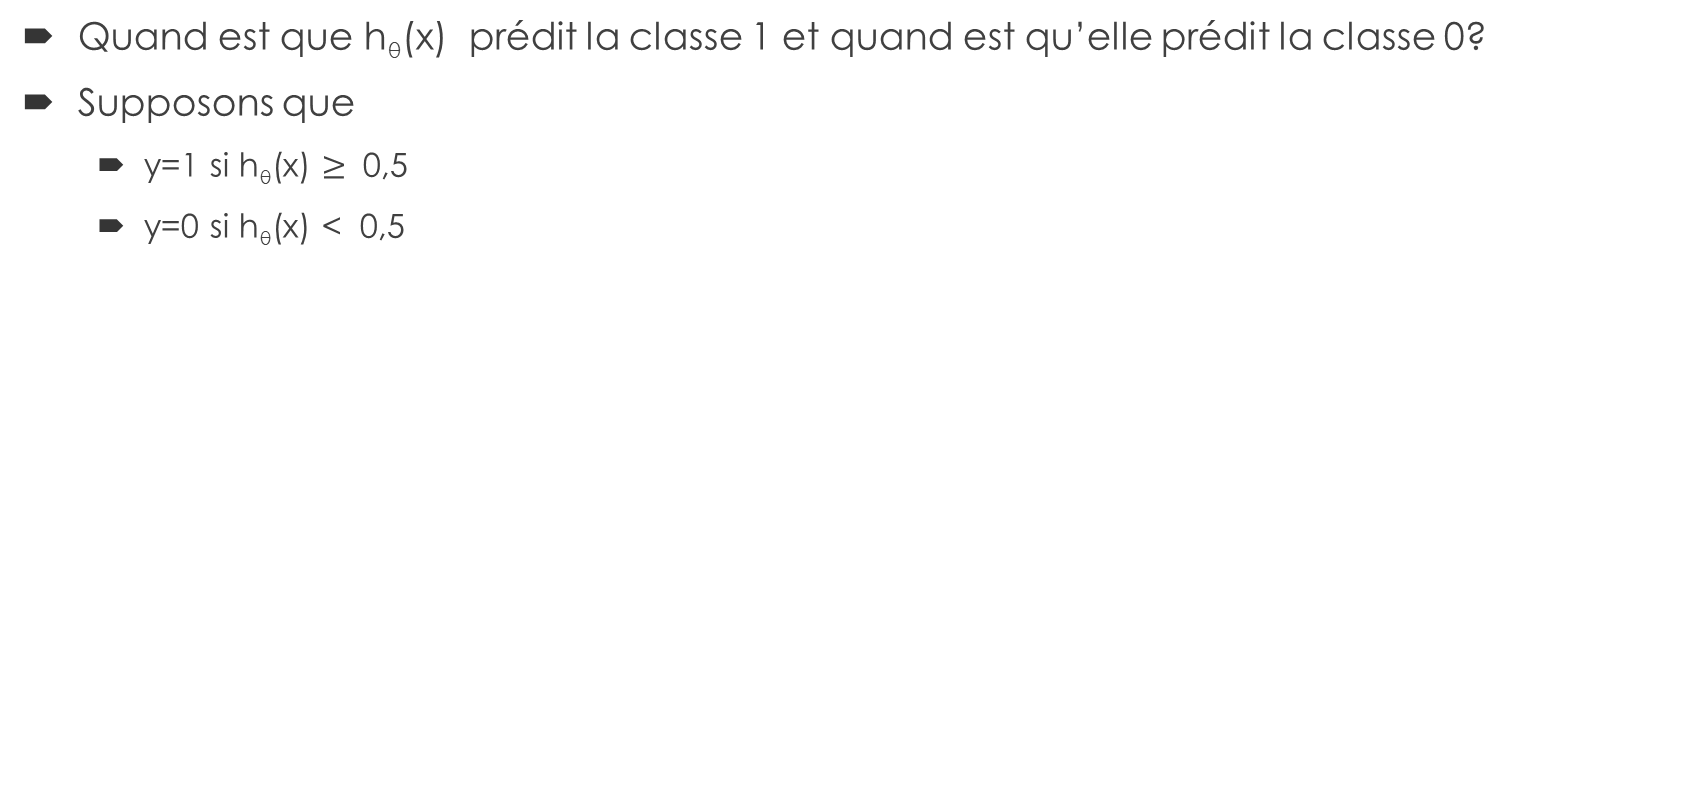 Quand est que hθ(x) prédit la classe 1 et quand est qu’elle prédit la classe 0?
Supposons que
y=1 si hθ(x) ≥ 0,5
y=0 si hθ(x) < 0,5